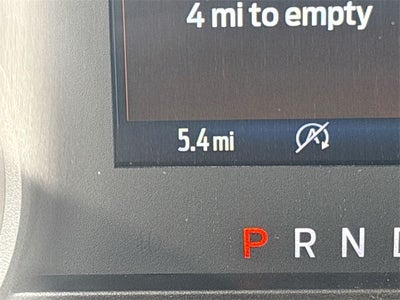 4 mi to empty
5.4 mi
A
P R N D